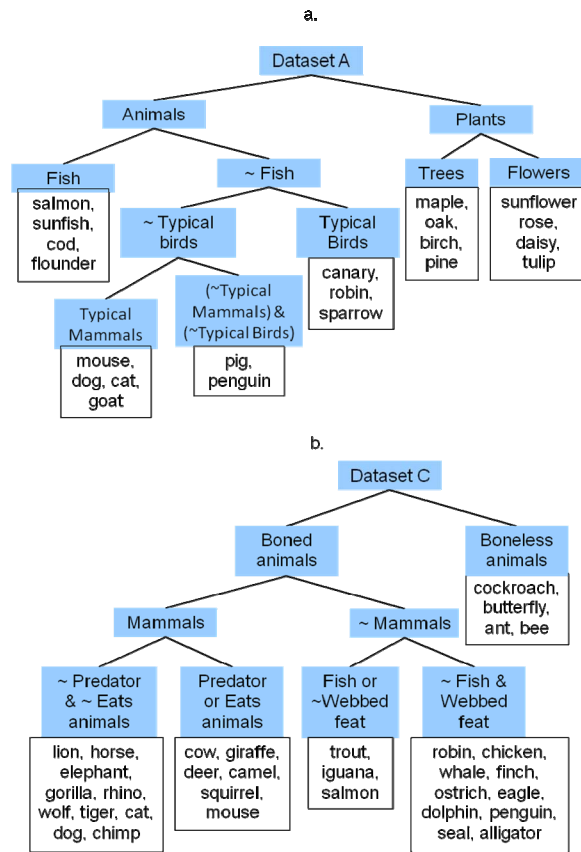 a.
Dataset A
Animals
Plants
Fish
~ Fish
Trees
Flowers
salmon,
sunfish,
cod,
flounder
~ Typical
birds
Typical
Birds
maple,
oak,
birch,
pine
sunflower
rose,
daisy,
tulip
canary,
robin,
sparrow
Typical
Mammals
(~Typical
Mammals) &
(~Typical Birds)
mouse,
dog, cat,
goat
pig,
penguin
b.
Dataset C
Boned
animals
Boneless
animals
cockroach,
butterfly,
ant, bee
Mammals
~ Mammals
~ Predator
& ~ Eats
animals
Predator
or Eats
animals
Fish or
~Webbed
feat
~ Fish &
Webbed
feat
lion, horse,
elephant,
gorilla, rhino,
wolf, tiger, cat,
dog, chimp
cow, giraffe,
deer, camel,
squirrel,
mouse
trout,
iguana,
salmon
robin, chicken,
whale, finch,
ostrich, eagle,
dolphin, penguin,
seal, alligator